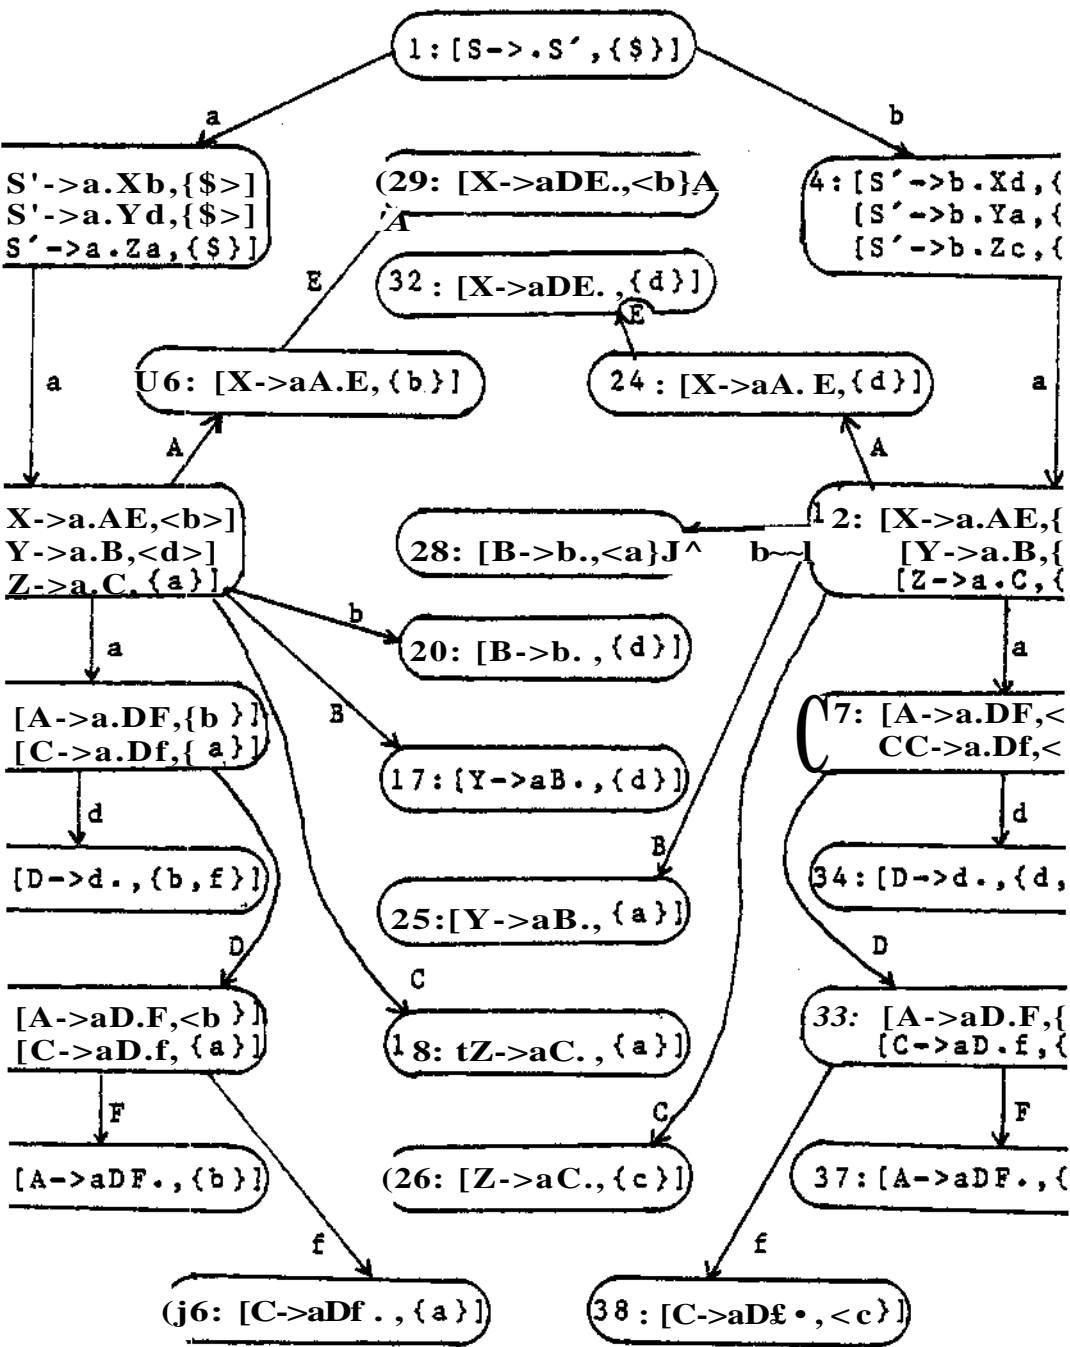 1:[S->.S´,{$}]
a
b
S'->a.Xb,{$>]
S'->a.Yd,{$>]
S´->a.Za,{$}]
(29: [X->aDE.,<b}A
'A
4:[S´->b.Xd,{
[S´->b.Ya,{
[S´->b.Zc,{
E
32: [X->aDE. ,{d}]
E
a
U6: [X->aA.E,{b}]
24: [X->aA. E,{d}]
a
A
A
X->a.AE,<b>]
Y->a.B,<d>]
Z->a.C,{a}]
28: [B->b.,<a}J^
b~~l
12: [X->a.AE,{
[Y->a.B,{
[Z->a.C,{
b
20: [B->b. ,{d}]
a
a
B
[A->a.DF,{b }]
[C->a.Df,{ a}]
(7: [A->a.DF,<
CC->a.Df,<
17:[Y->aB.,{d}]
d
d
B
[D->d.,{b,f}]
34:[D->d.,{d,
25:[Y->aB.,{a}]
D
D
C
[A->aD.F,<b }]
[C->aD.f,{a}]
33: [A->aD.F,{
[C->aD.f,{
(18: tZ->aC. ,{a}]
F
C
F
[A->aDF.,{b}]
(26: [Z->aC.,{c}]
37:[A->aDF.,{
f
f
(j6: [C->aDf . ,{a}]
38: [C->aD£ •,<c}]